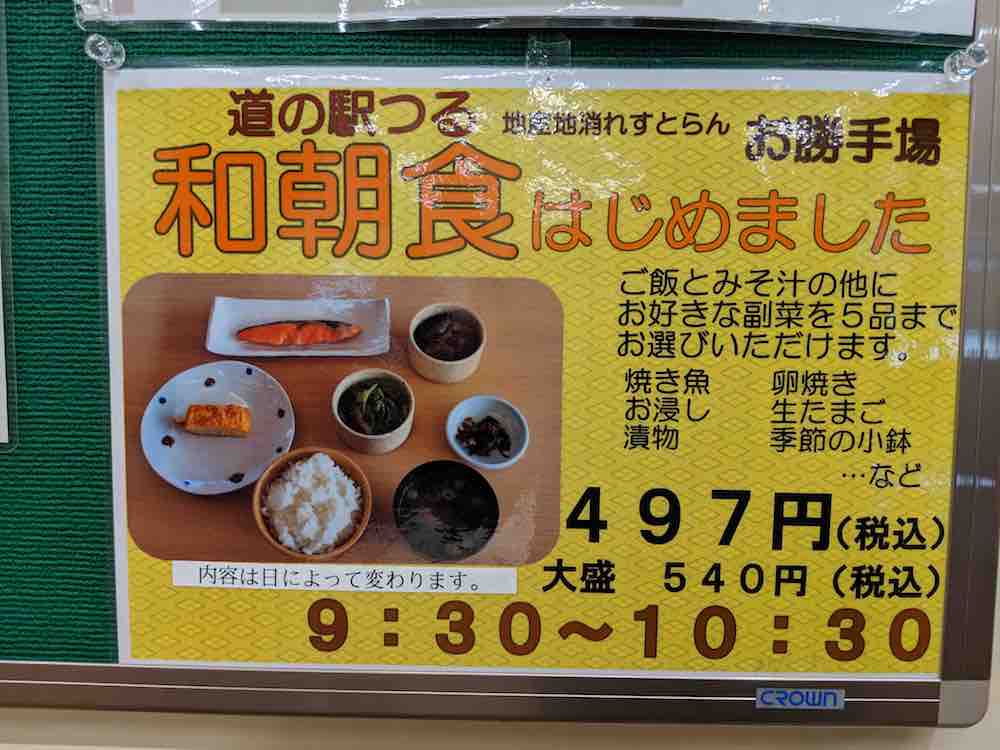 道の駅つる 地産地消れすとらん お勝手場
和朝食はじめました
ご飯とみそ汁の他に
お好きな副菜を5品まで
お選びいただけます。
焼き魚 卵焼き
お浸し 生たまご
漬物 季節の小鉢
…など
497円(税込)
大盛 540円(税込)
内容は日によって変わります。
9:30~10:30
CROWN